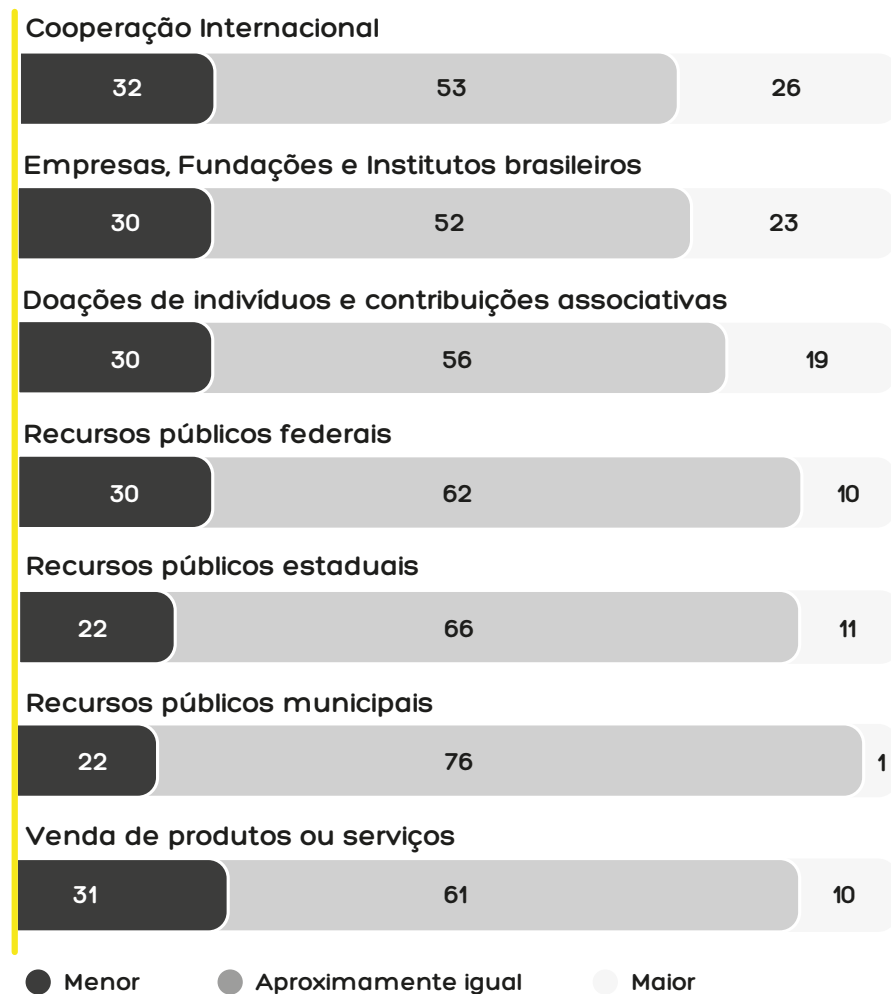 Cooperação Internacional
32 53 26
Empresas, Fundações e Institutos brasileiros
30 52 23
Doações de indivíduos e contribuições associativas
30 56 19
Recursos públicos federais
30 62 10
Recursos públicos estaduais
22 66 11
Recursos públicos municipais
22 76 1
Venda de produtos ou serviços
31 61 10
Menor Aproximamente igual Maior